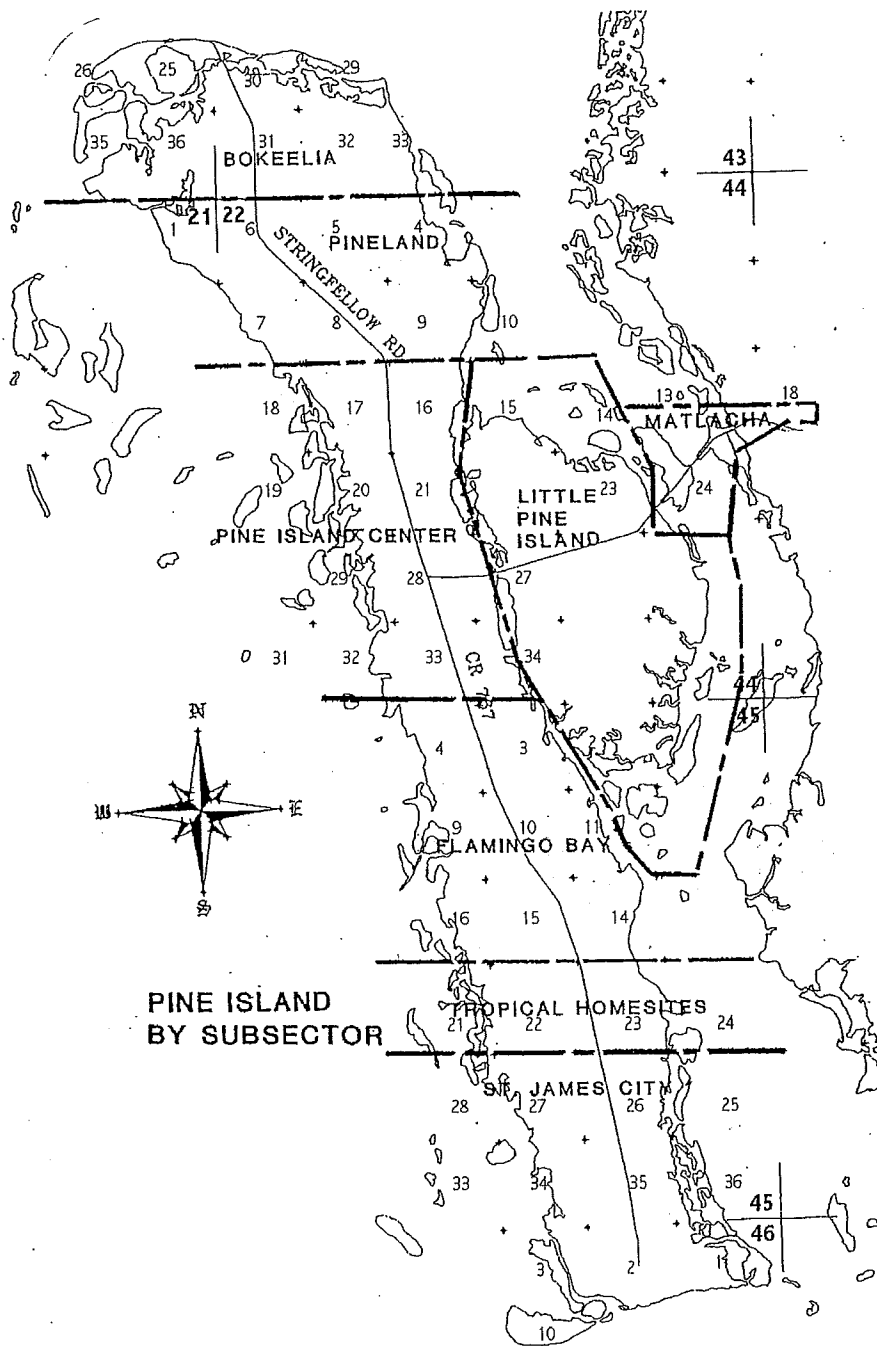 26 25 30 29
35 36 31 32 33
BOKEELIA
43
44
21 22
1 6 5 4
PINELAND
STRINGFELLOW RD
7 8 9 10
18 17 16 15 14 13 18
MATLACHA
19 20 21 23 24
LITTLE
PINE
ISLAND
PINE ISLAND CENTER
29 28 27
31 32 33 34
CR 767
44
45
N
W E
S
4 3 2
9 10 11
FLAMINGO BAY
16 15 14
PINE ISLAND
BY SUBSECTOR
TROPICAL HOMESITES
21 22 23 24
ST. JAMES CITY
28 27 26 25
33 34 35 36
45
46
3 2 1
10